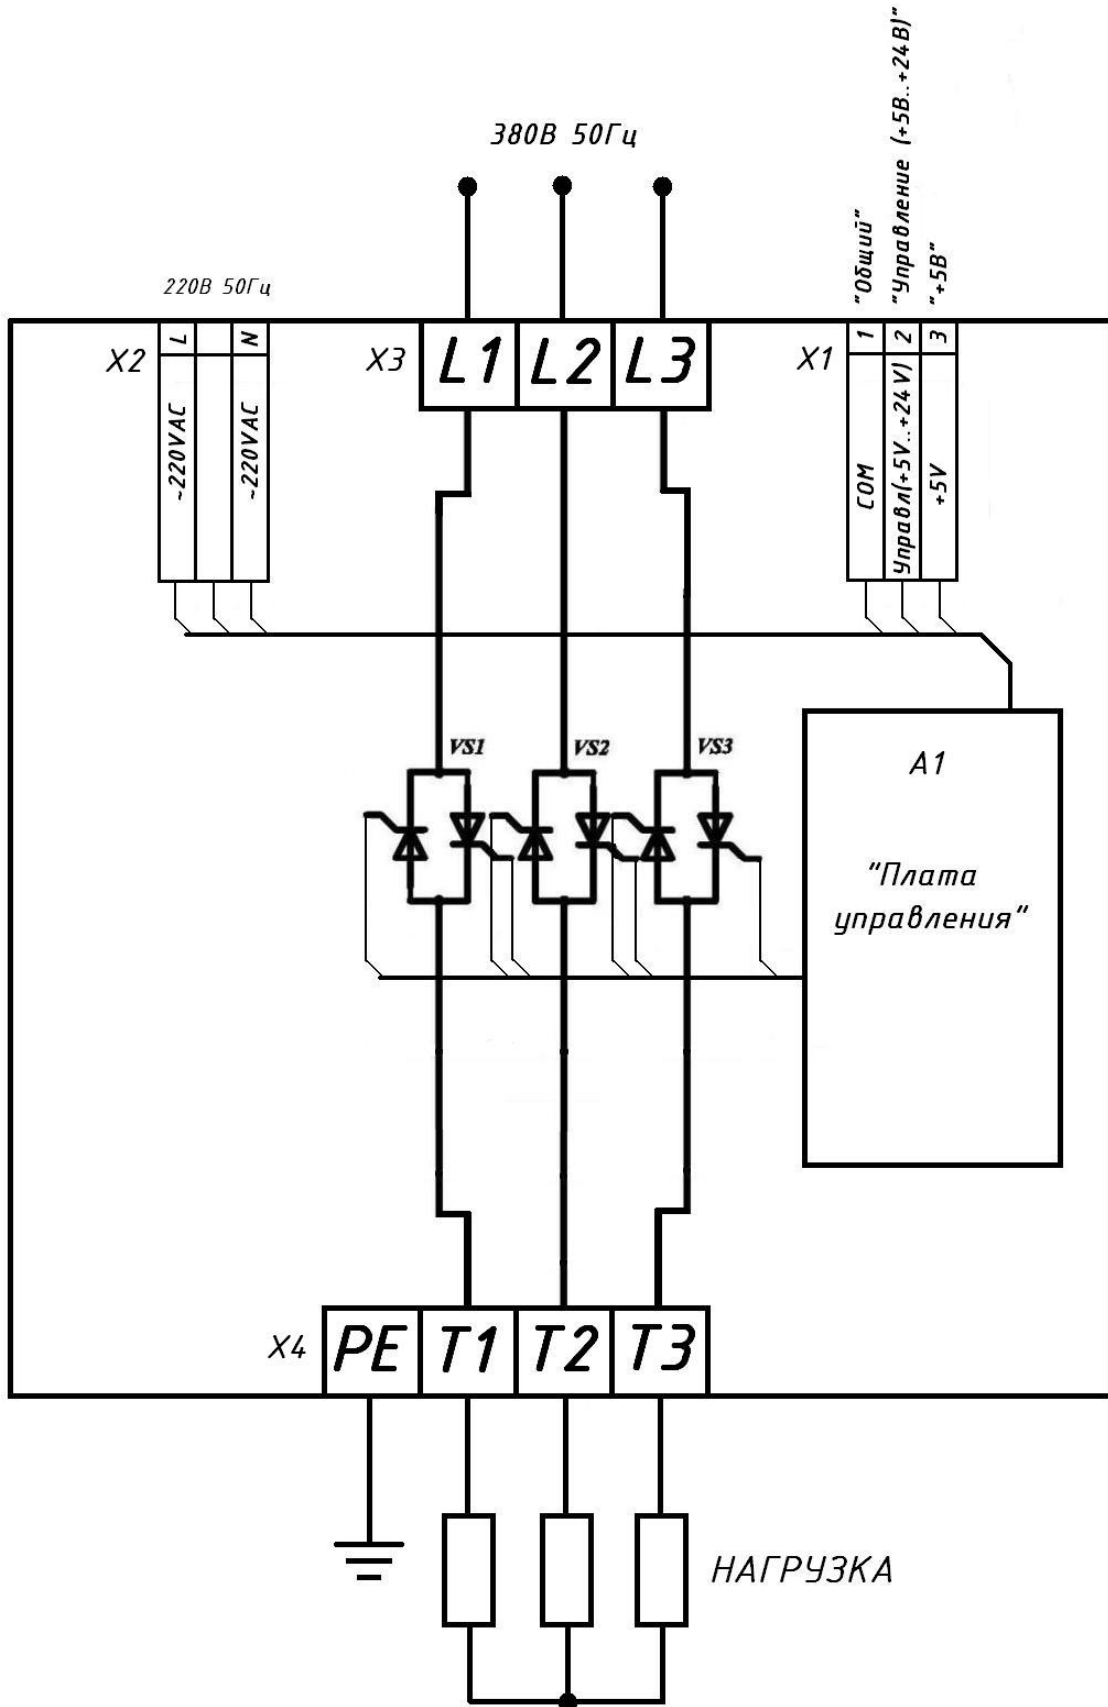 380В 50Гц
220В 50Гц
"Общий"
"Управление (+5В..+24В)"
"+5В"
X2
L
N
~220VAC
~220VAC
X3
L1
L2
L3
X1
1
2
3
COM
Управл(+5V..+24V)
+5V
VS1
VS2
VS3
A1
"Плата
управления"
X4
PE
T1
T2
T3
НАГРУЗКА